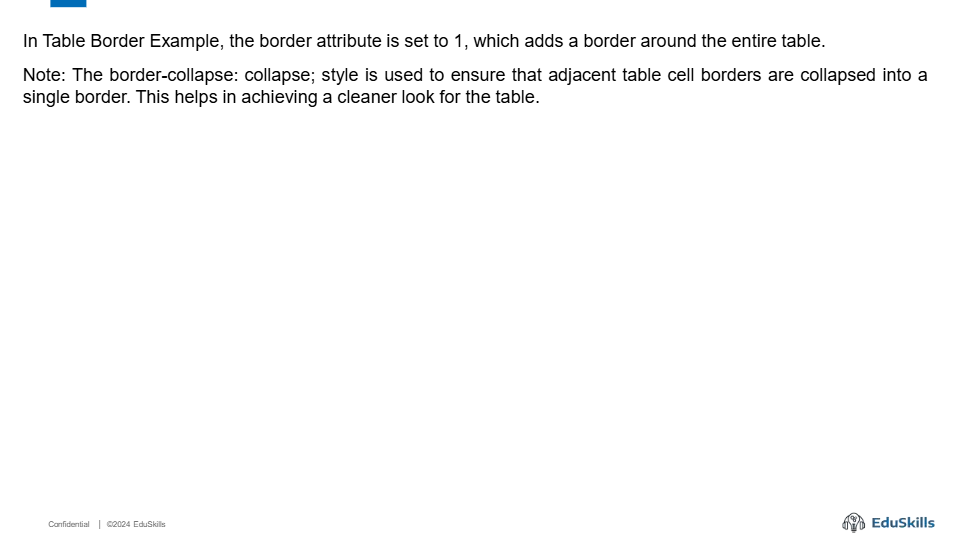 In Table Border Example, the border attribute is set to 1, which adds a border around the entire table.
Note: The border-collapse: collapse; style is used to ensure that adjacent table cell borders are collapsed into a
single border. This helps in achieving a cleaner look for the table.
Confidential | ©2024 EduSkills
EduSkills